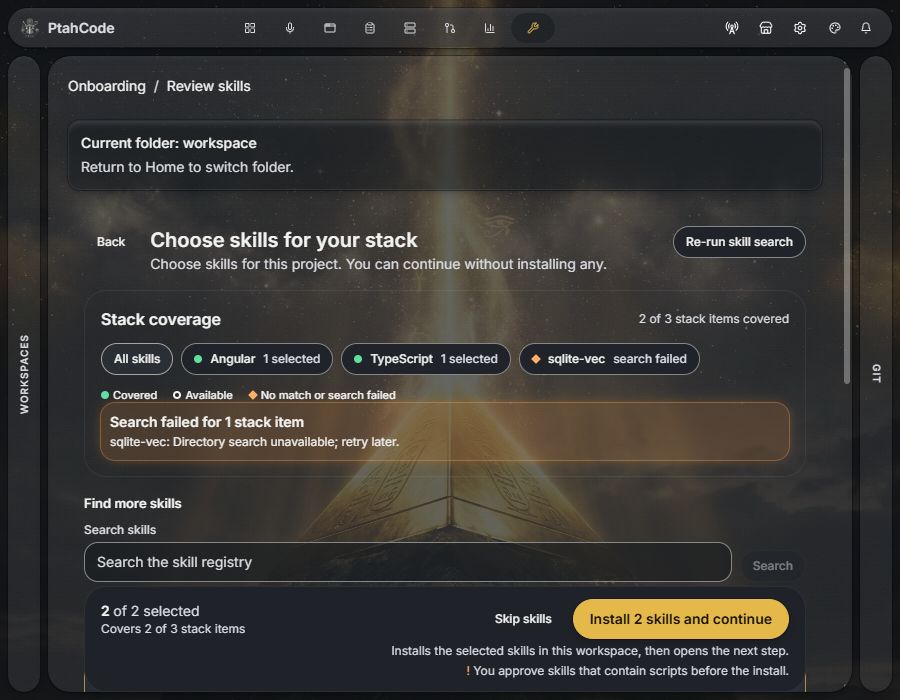 PtahCode
WORKSPACES
Onboarding / Review skills
Current folder: workspace
Return to Home to switch folder.
Back
Choose skills for your stack
Choose skills for this project. You can continue without installing any.
Re-run skill search
Stack coverage
2 of 3 stack items covered
All skills
Angular 1 selected
TypeScript 1 selected
sqlite-vec search failed
Covered Available No match or search failed
Search failed for 1 stack item
sqlite-vec: Directory search unavailable; retry later.
Find more skills
Search skills
Search the skill registry
Search
2 of 2 selected
Covers 2 of 3 stack items
Skip skills
Install 2 skills and continue
Installs the selected skills in this workspace, then opens the next step.
! You approve skills that contain scripts before the install.
GIT